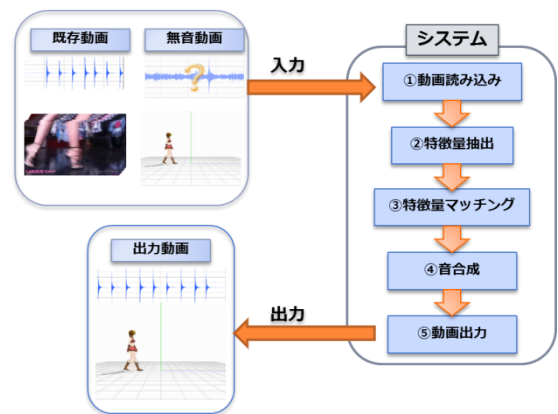 既存動画
無音動画
?
入力
システム
①動画読み込み
②特徴量抽出
③特徴量マッチング
④音合成
⑤動画出力
出力
出力動画